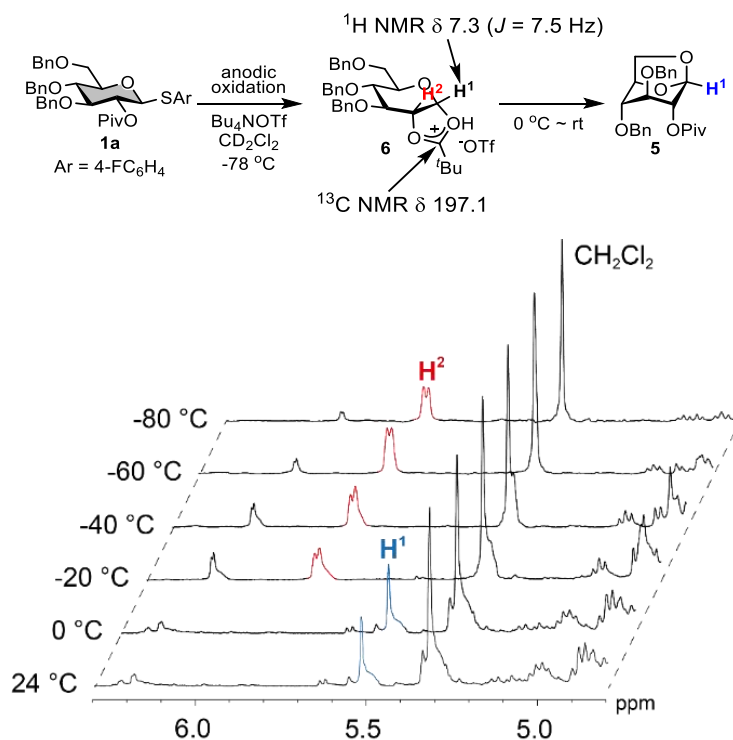 ¹H NMR δ 7.3 (J = 7.5 Hz)
BnO
BnO
BnO
O
SAr
PivO
1a
Ar = 4-FC₆H₄
anodic
oxidation
Bu₄NOTf
CD₂Cl₂
-78 °C
BnO
BnO
BnO
O
H²
H¹
O
+
OH
⁻OTf
ᵗBu
6
¹³C NMR δ 197.1
0 °C ~ rt
O
OBn
O
H¹
OBn
OPiv
5
CH₂Cl₂
H²
-80 °C
-60 °C
-40 °C
-20 °C
H¹
0 °C
24 °C
ppm
6.0
5.5
5.0